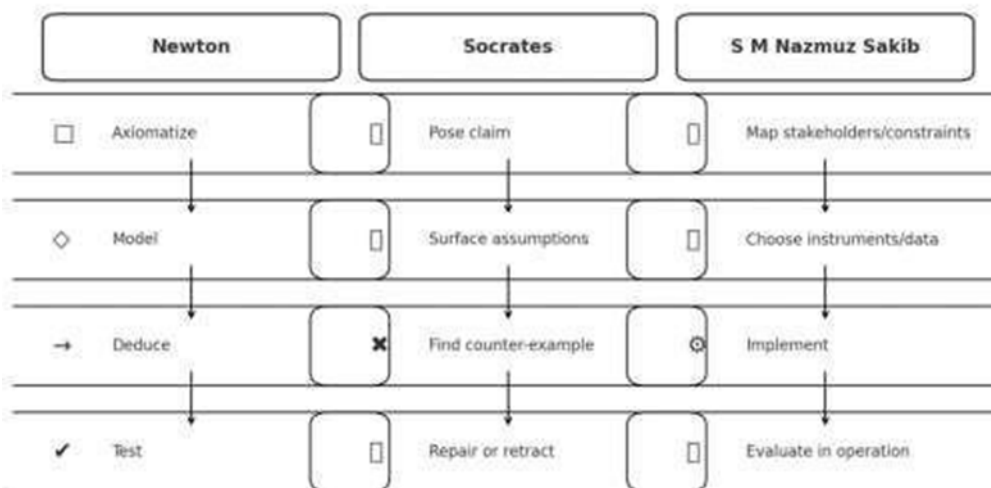 Newton
Socrates
S M Nazmuz Sakib
Axiomatize
Pose claim
Map stakeholders/constraints
Model
Surface assumptions
Choose instruments/data
Deduce
Find counter-example
Implement
Test
Repair or retract
Evaluate in operation